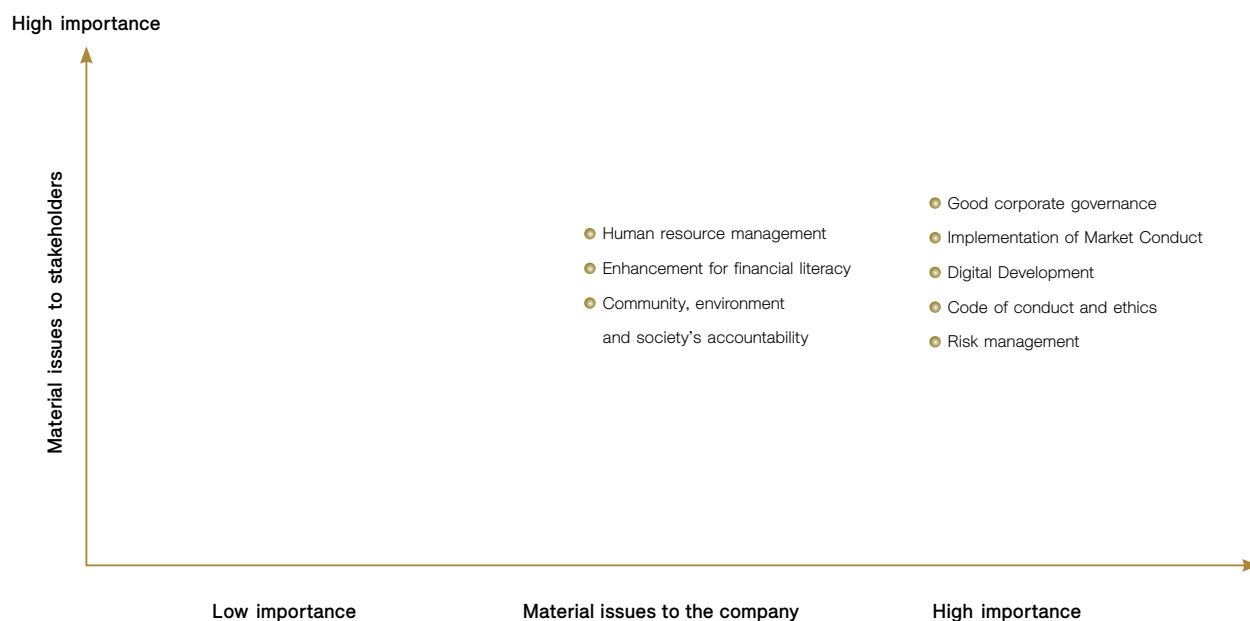 High importance
Material issues to stakeholders
Human resource management
Enhancement for financial literacy
Community, environment
and society's accountability
Good corporate governance
Implementation of Market Conduct
Digital Development
Code of conduct and ethics
Risk management
Low importance
Material issues to the company
High importance